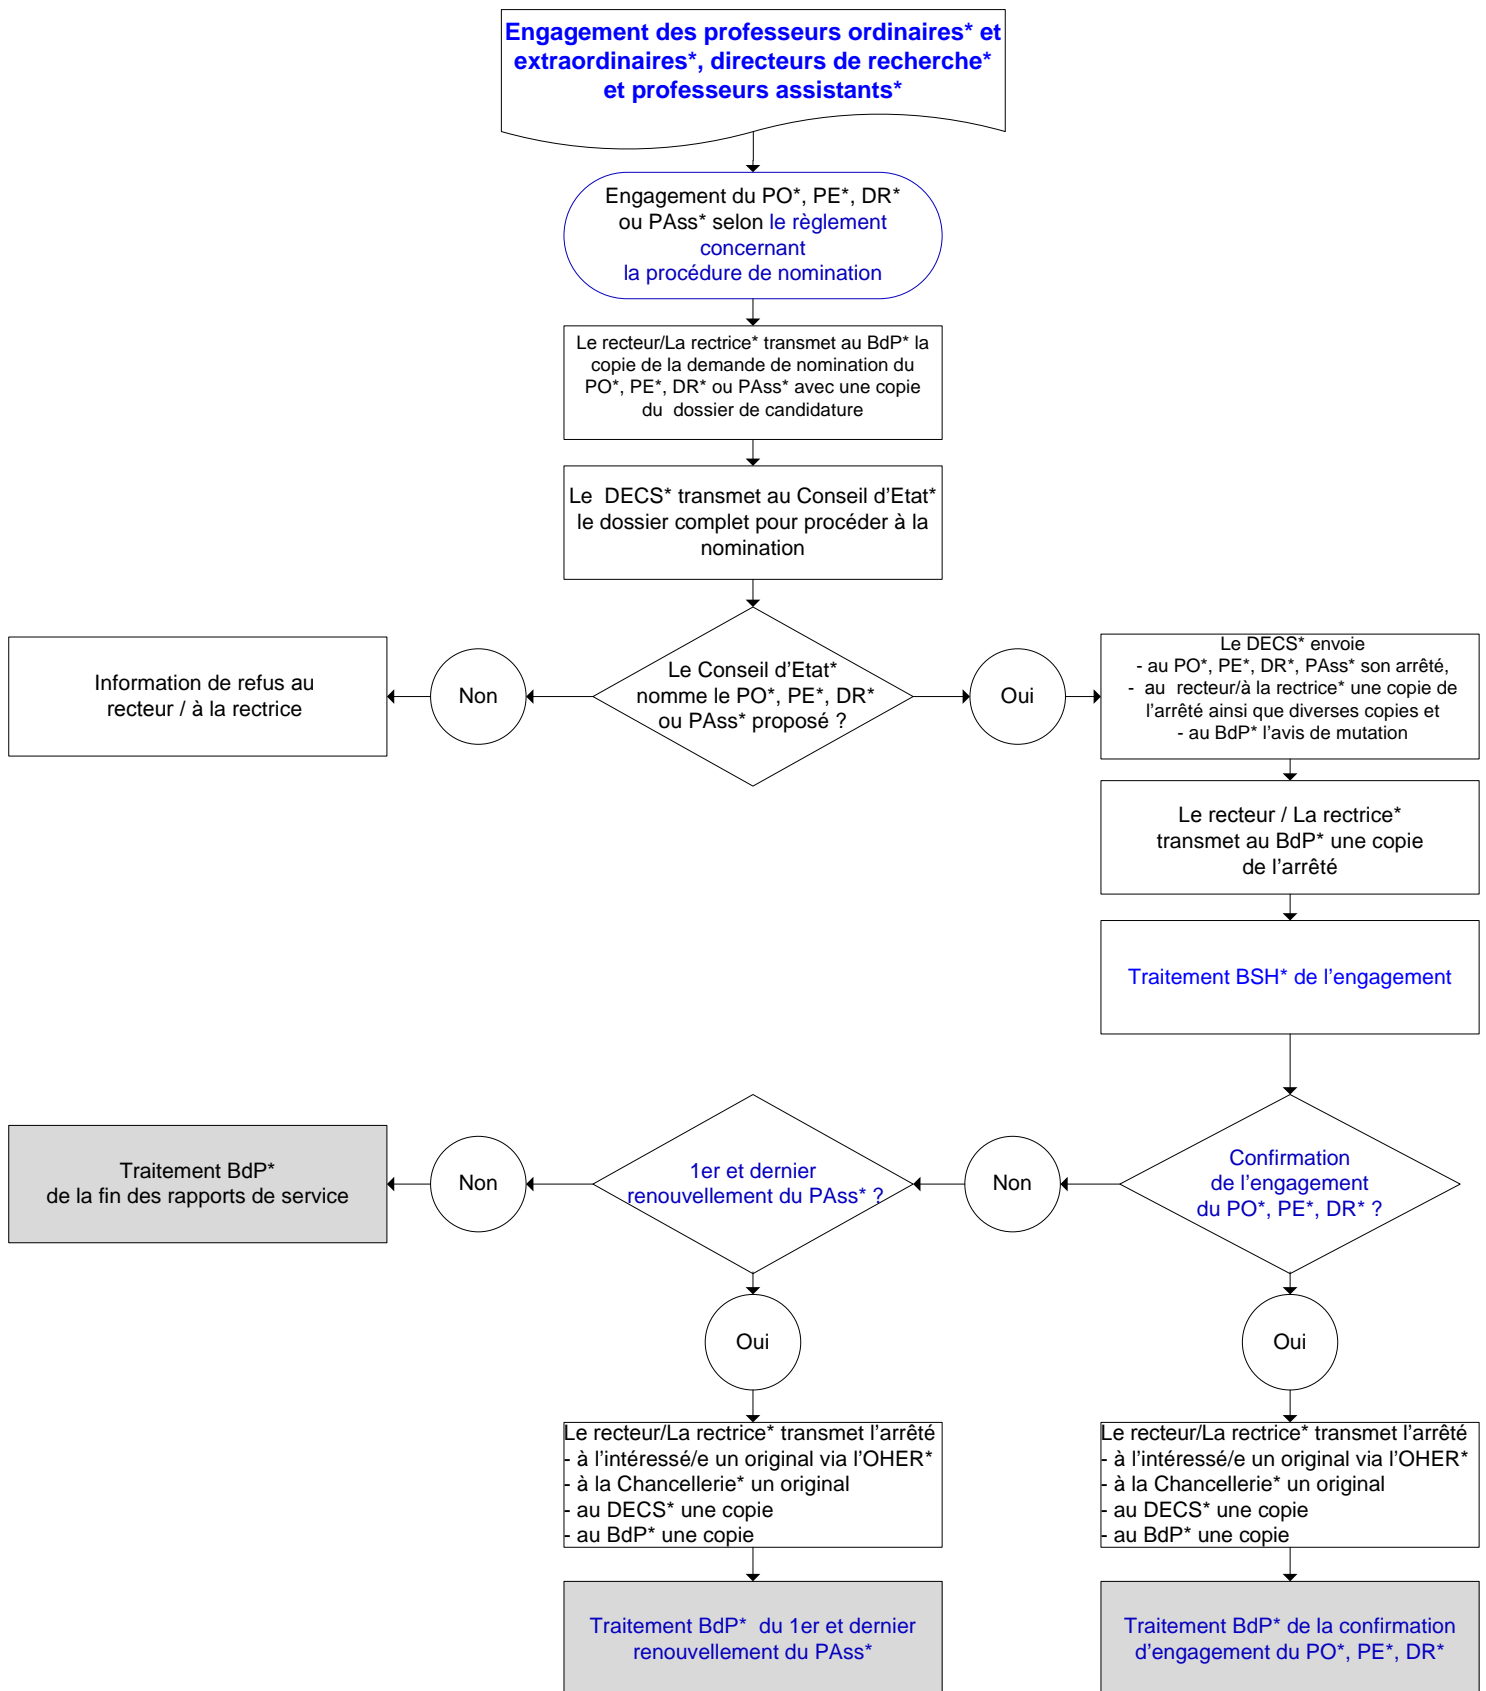 Engagement des professeurs ordinaires* et
extraordinaires*, directeurs de recherche*
et professeurs assistants*
Engagement du PO*, PE*, DR*
ou PAss* selon le règlement
concernant
la procédure de nomination
Le recteur/La rectrice* transmet au BdP* la
copie de la demande de nomination du
PO*, PE*, DR* ou PAss* avec une copie
du dossier de candidature
Le DECS* transmet au Conseil d’Etat*
le dossier complet pour procéder à la
nomination
Information de refus au
recteur / à la rectrice
Non
Le Conseil d’Etat*
nomme le PO*, PE*, DR*
ou PAss* proposé ?
Oui
Le DECS* envoie
- au PO*, PE*, DR*, PAss* son arrêté,
- au recteur/à la rectrice* une copie de
l’arrêté ainsi que diverses copies et
- au BdP* l’avis de mutation
Le recteur / La rectrice*
transmet au BdP* une copie
de l’arrêté
Traitement BSH* de l’engagement
Traitement BdP*
de la fin des rapports de service
Non
1er et dernier
renouvellement du PAss* ?
Non
Confirmation
de l’engagement
du PO*, PE*, DR* ?
Oui
Oui
Le recteur/La rectrice* transmet l’arrêté
- à l’intéressé/e un original via l’OHER*
- à la Chancellerie* un original
- au DECS* une copie
- au BdP* une copie
Le recteur/La rectrice* transmet l’arrêté
- à l’intéressé/e un original via l’OHER*
- à la Chancellerie* un original
- au DECS* une copie
- au BdP* une copie
Traitement BdP* du 1er et dernier
renouvellement du PAss*
Traitement BdP* de la confirmation
d’engagement du PO*, PE*, DR*